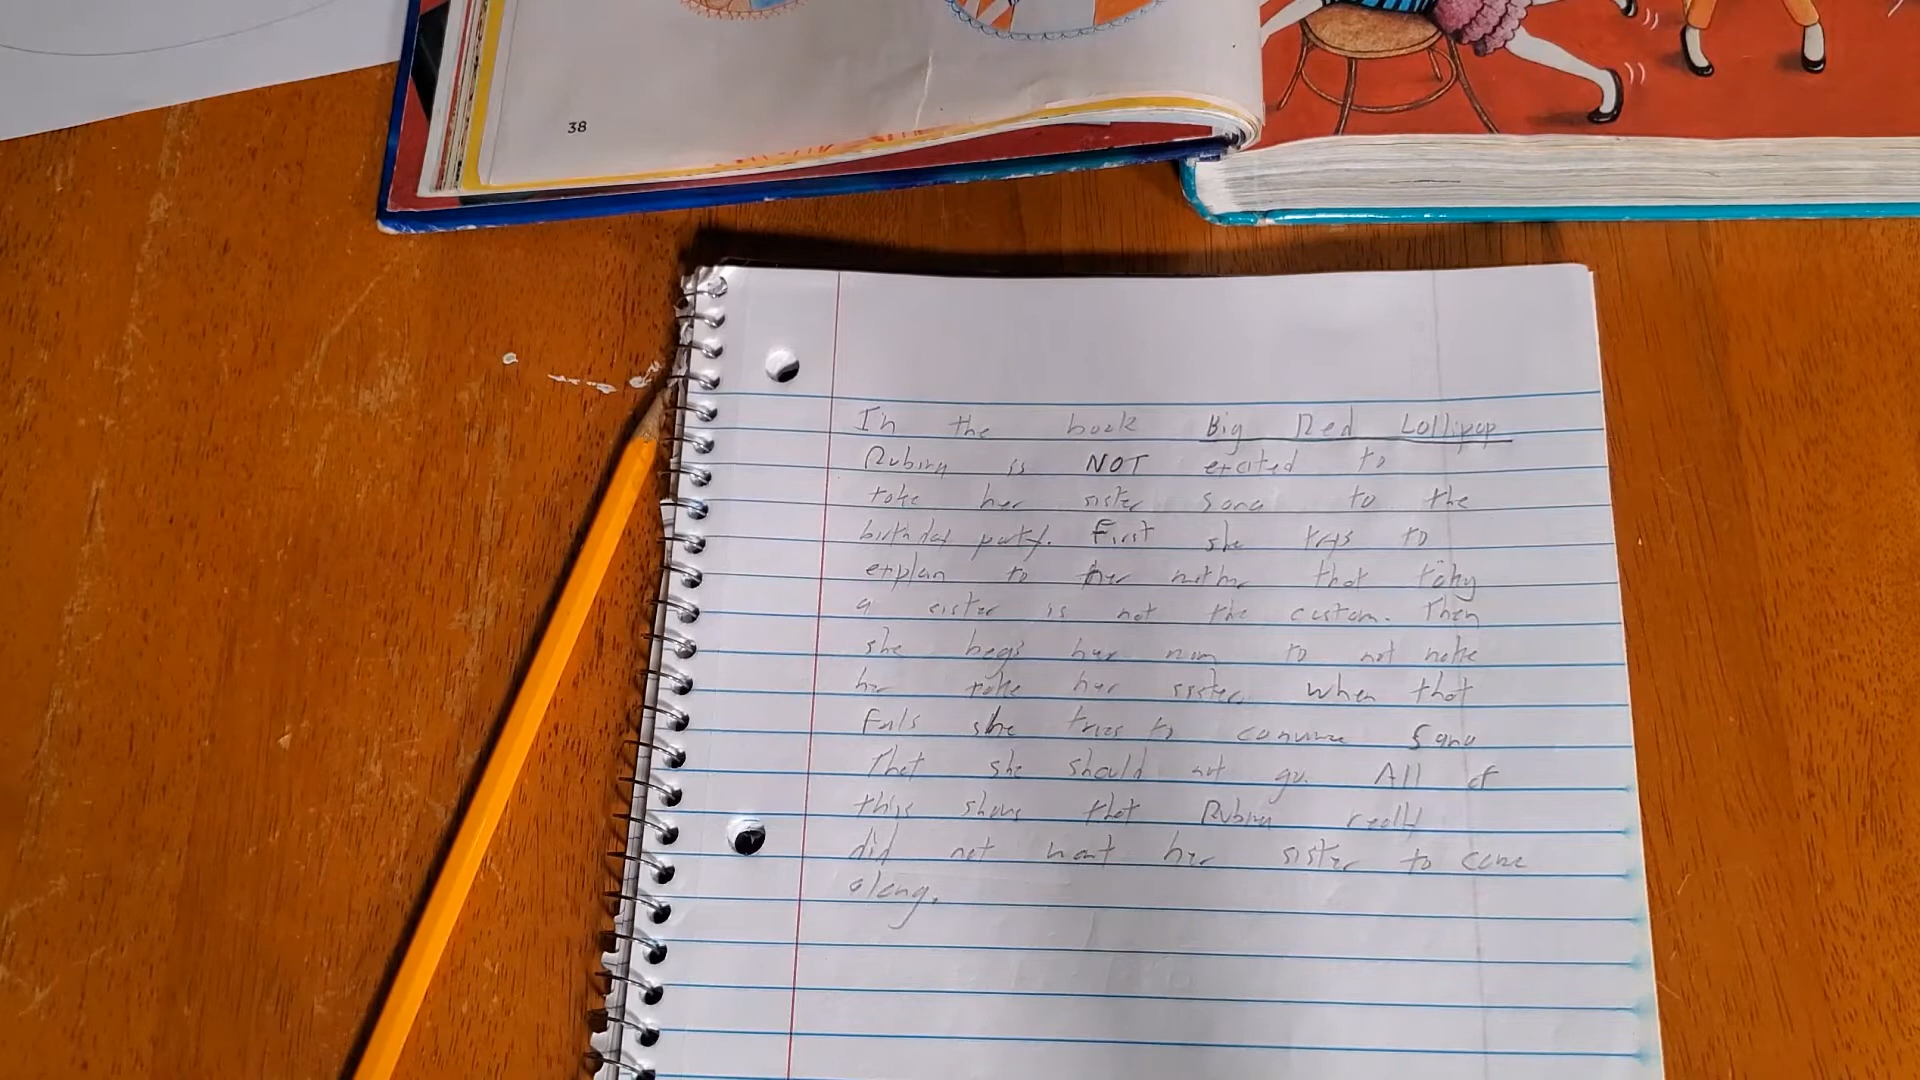 38
In the book Big Red Lollipop
Rubina is NOT excited to
take her sister Sana to the
birthday party. First she trys to
explan to her mother that
a sister is not the custom. Then
she begs her mom to not make
her take her sister. When that
Fails she tries to convince Sana
That she should not go. All of
this shows that Rubina really
did not want her sister to come
along.